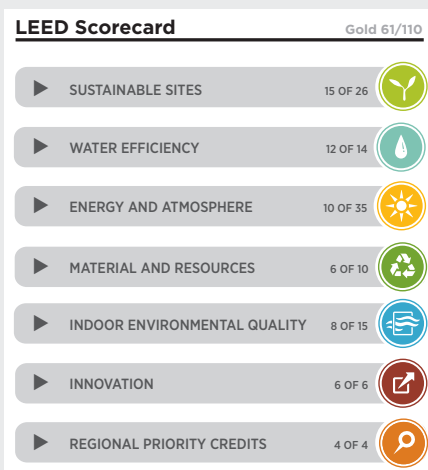 LEED Scorecard Gold 61/110
SUSTAINABLE SITES 15 OF 26
WATER EFFICIENCY 12 OF 14
ENERGY AND ATMOSPHERE 10 OF 35
MATERIAL AND RESOURCES 6 OF 10
INDOOR ENVIRONMENTAL QUALITY 8 OF 15
INNOVATION 6 OF 6
REGIONAL PRIORITY CREDITS 4 OF 4